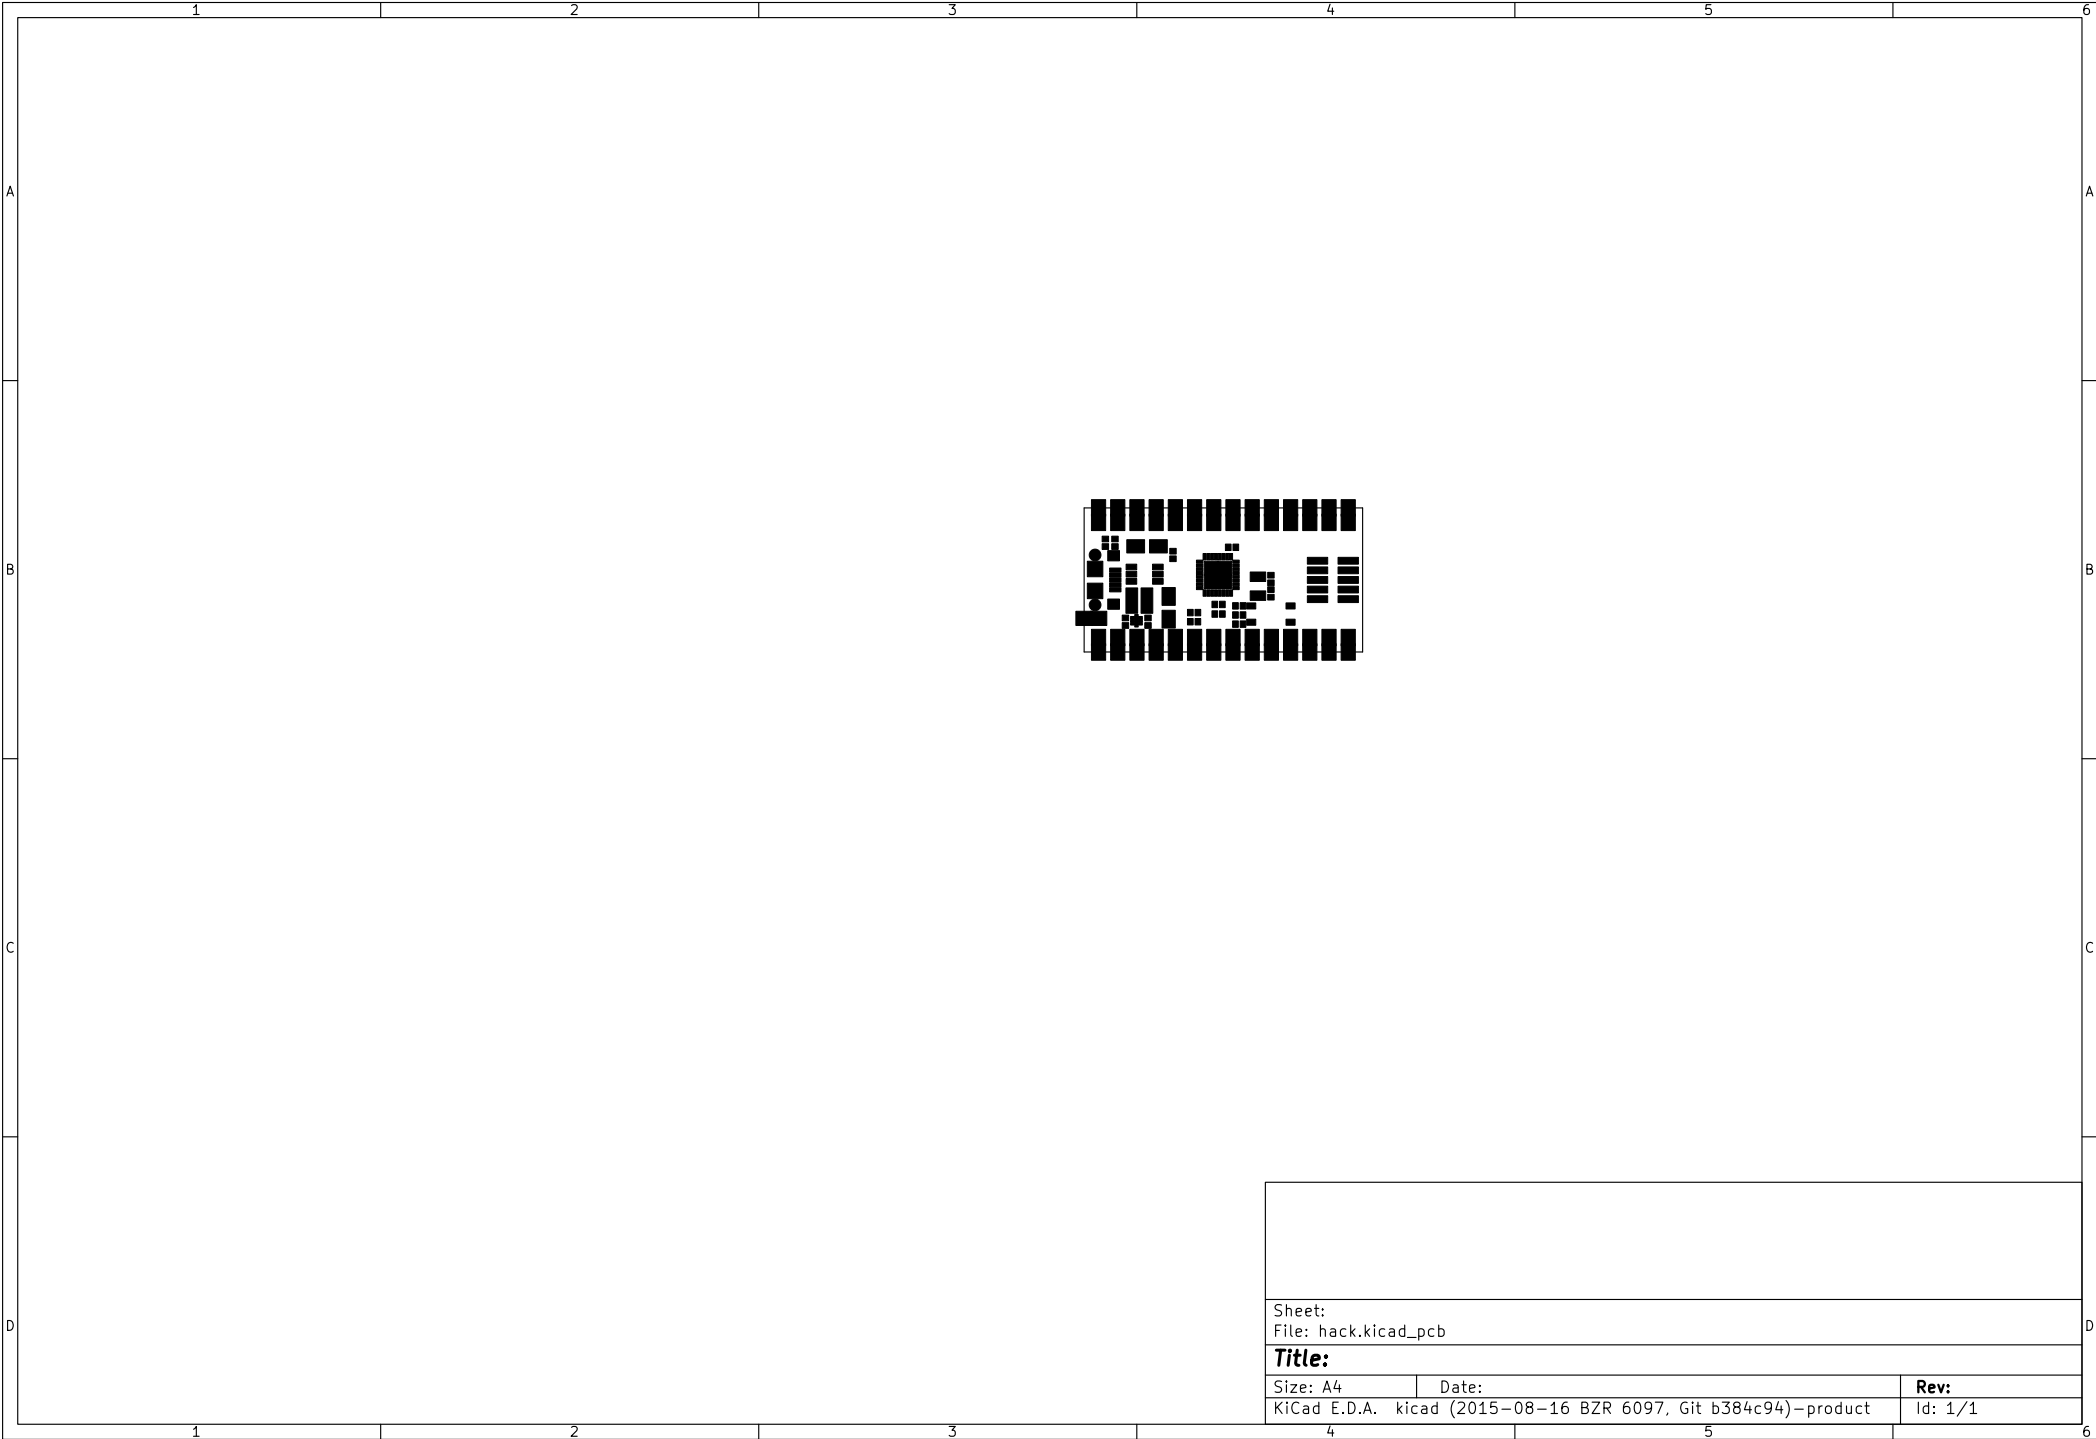 1 2 3 4 5 6
A A
B B
C C
Sheet:
D D
File: hack.kicad_pcb
Title:
Size: A4 Date: Rev:
KiCad E.D.A. kicad (2015-08-16 BZR 6097, Git b384c94)-product Id: 1/1
1 2 3 4 5 6